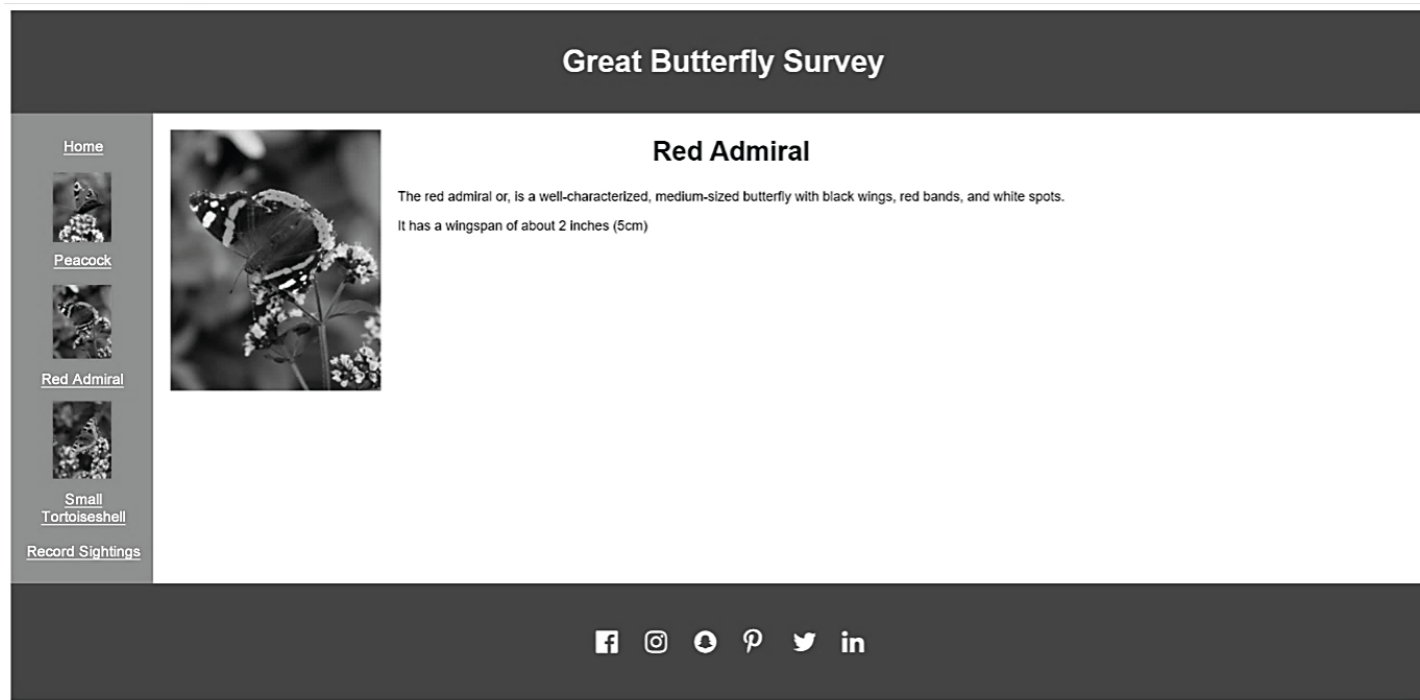 Great Butterfly Survey
Home
Peacock
Red Admiral
Small
Tortoiseshell
Record Sightings
Red Admiral
The red admiral or, is a well-characterized, medium-sized butterfly with black wings, red bands, and white spots.
It has a wingspan of about 2 inches (5cm)